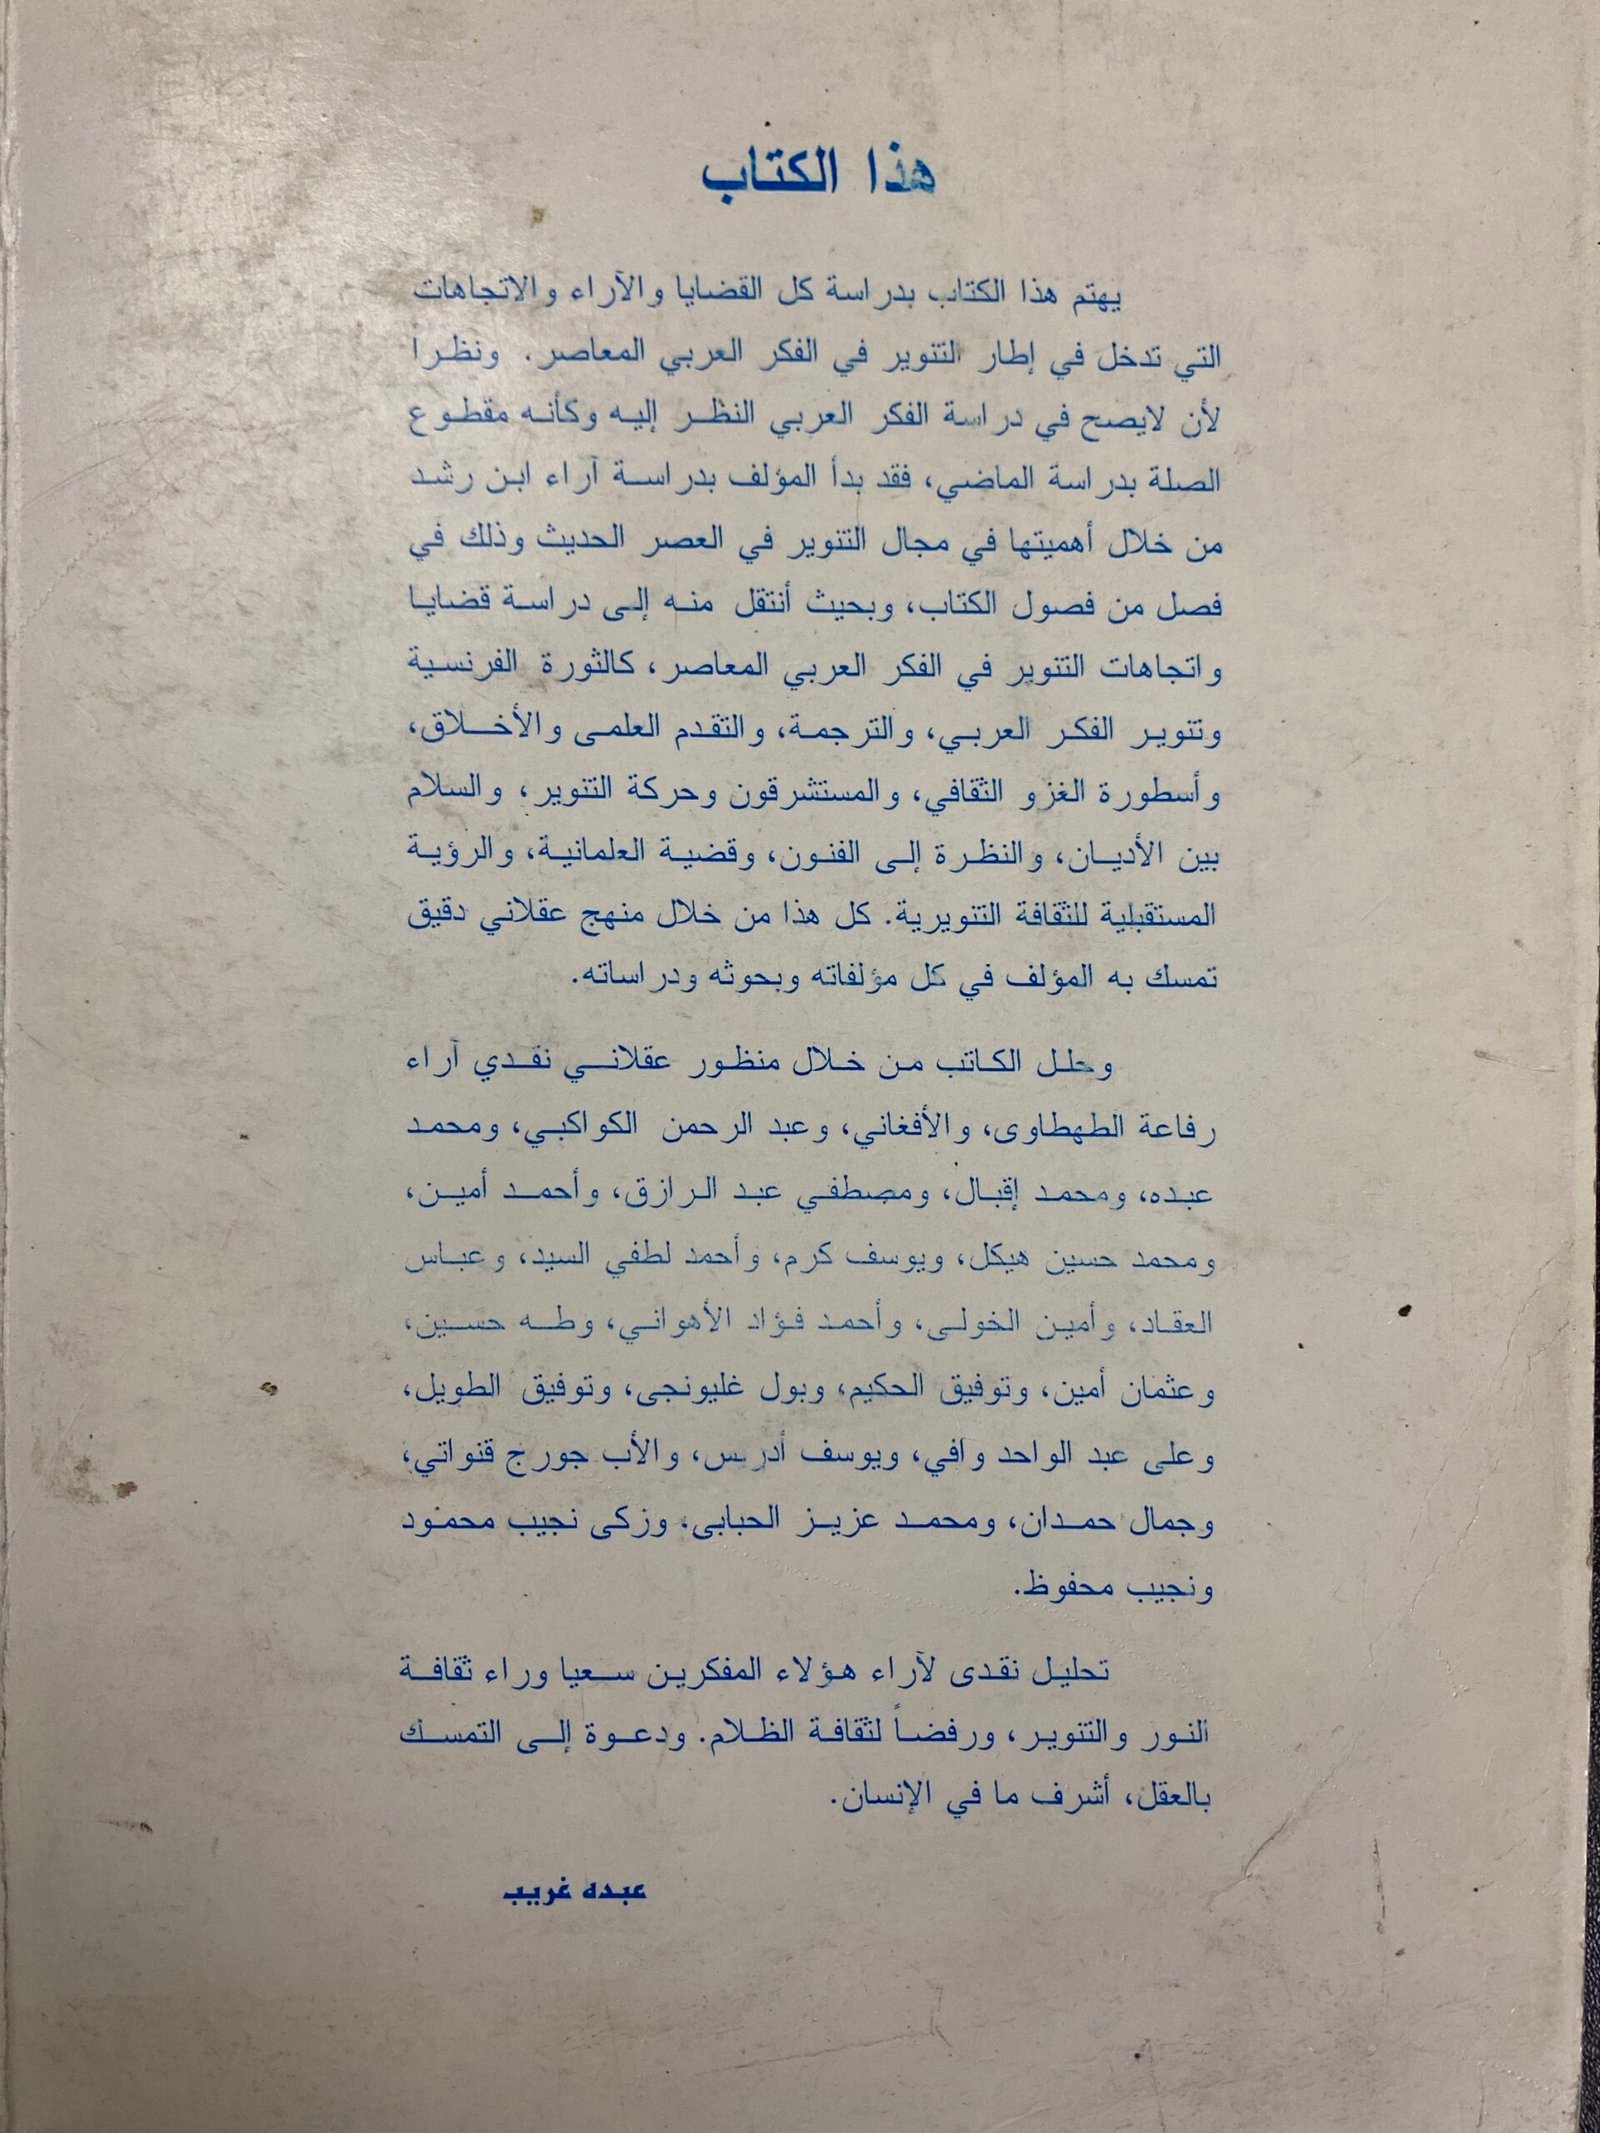 هذا الكتاب
يهتم هذا الكتاب بدراسة كل القضايا والآراء والاتجاهات
التي تدخل في إطار التنوير في الفكر العربي المعاصر. ونظراً
لأن لايصح في دراسة الفكر العربي النظر إليه وكأنه مقطوع
الصلة بدراسة الماضي، فقد بدأ المؤلف بدراسة آراء ابن رشد
من خلال أهميتها في مجال التنوير في العصر الحديث وذلك في
فصل من فصول الكتاب، وبحيث أنتقل منه إلى دراسة قضايا
واتجاهات التنوير في الفكر العربي المعاصر، كالثورة الفرنسية
وتنوير الفكر العربي، والترجمة، والتقدم العلمى والأخلاق،
وأسطورة الغزو الثقافي، والمستشرقون وحركة التنوير، والسلام
بين الأديان، والنظرة إلى الفنون، وقضية العلمانية، والرؤية
المستقبلية للثقافة التنويرية. كل هذا من خلال منهج عقلاني دقيق
تمسك به المؤلف في كل مؤلفاته وبحوثه ودراساته.
وحلل الكاتب من خلال منظور عقلاني نقدي آراء
رفاعة الطهطاوى، والأفغاني، وعبد الرحمن الكواكبي، ومحمد
عبده، ومحمد إقبال، ومصطفي عبد الرازق، وأحمد أمين،
ومحمد حسين هيكل، ويوسف كرم، وأحمد لطفي السيد، وعباس
العقاد، وأمين الخولى، وأحمد فؤاد الأهواني، وطه حسين،
وعثمان أمين، وتوفيق الحكيم، وبول غليونجى، وتوفيق الطويل،
وعلى عبد الواحد وافي، ويوسف أدريس، والأب جورج قنواتي،
وجمال حمدان، ومحمد عزيز الحبابى، وزكى نجيب محمود
ونجيب محفوظ.
تحليل نقدى لآراء هؤلاء المفكرين سعيا وراء ثقافة
النور والتنوير، ورفضاً لثقافة الظلام. ودعوة إلى التمسك
بالعقل، أشرف ما في الإنسان.
عبده غريب